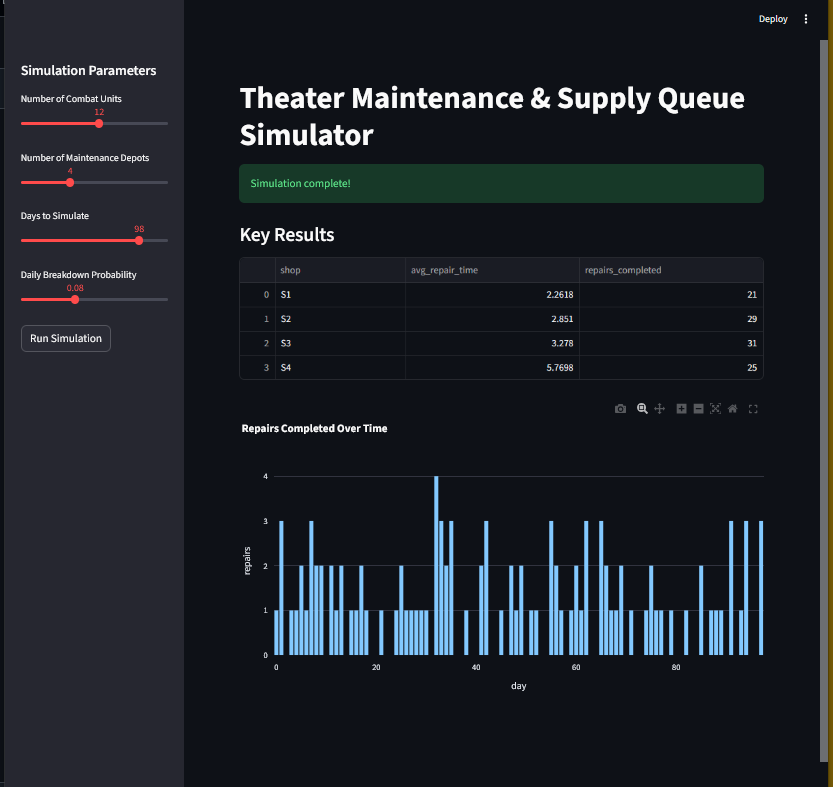 Deploy
Simulation Parameters
Number of Combat Units
12
Number of Maintenance Depots
4
Days to Simulate
98
Daily Breakdown Probability
0.08
Run Simulation
Theater Maintenance & Supply Queue
Simulator
Simulation complete!
Key Results
shop avg_repair_time repairs_completed
0 S1 2.2618 21
1 S2 2.851 29
2 S3 3.278 31
3 S4 5.7698 25
Repairs Completed Over Time
4
3
2
1
0
repairs
0 20 40 60 80
day